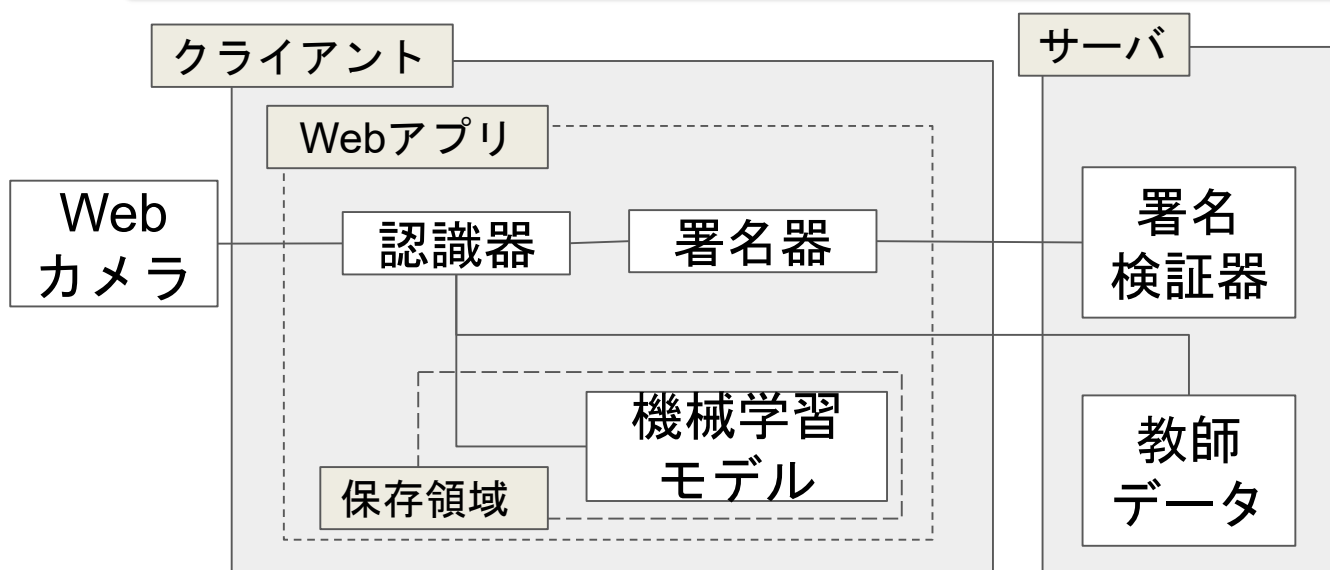 クライアント
サーバ
Webアプリ
Web
カメラ
認識器
署名器
署名
検証器
機械学習
モデル
保存領域
教師
データ